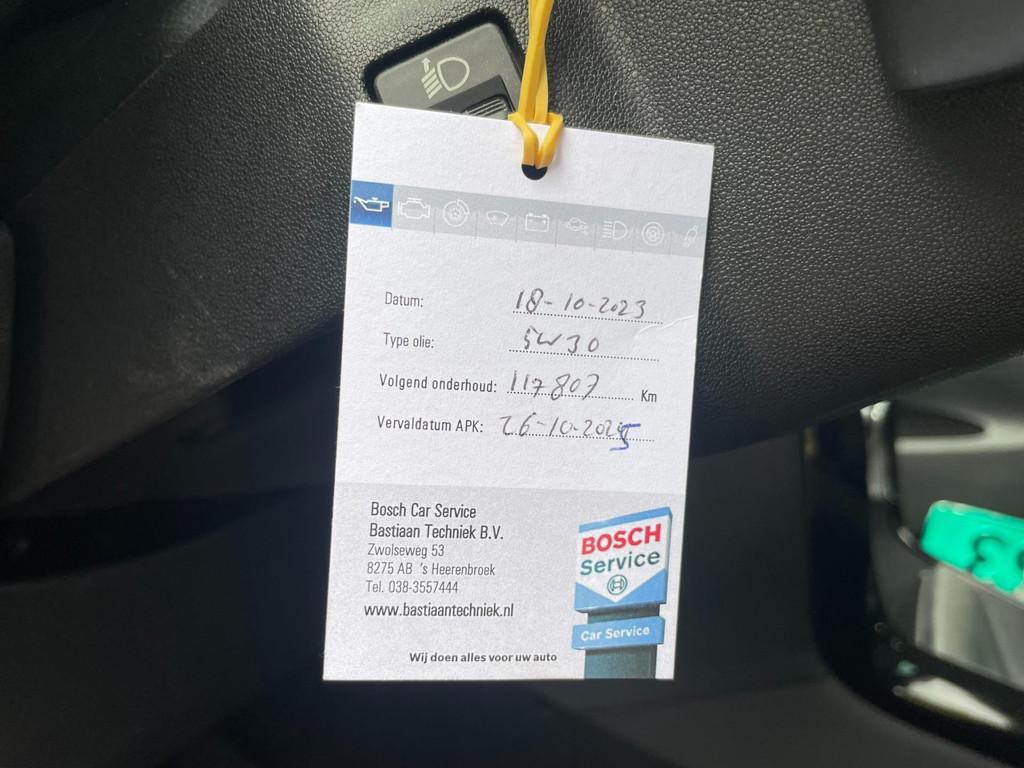 Datum: 18-10-2023
Type olie: 5W30
Volgend onderhoud: 117807 Km
Vervaldatum APK: 26-10-2025
Bosch Car Service
Bastiaan Techniek B.V.
Zwolseweg 53
8275 AB 's Heerenbroek
Tel. 038-3557444
www.bastiaantechniek.nl
BOSCH
Service
Car Service
Wij doen alles voor uw auto